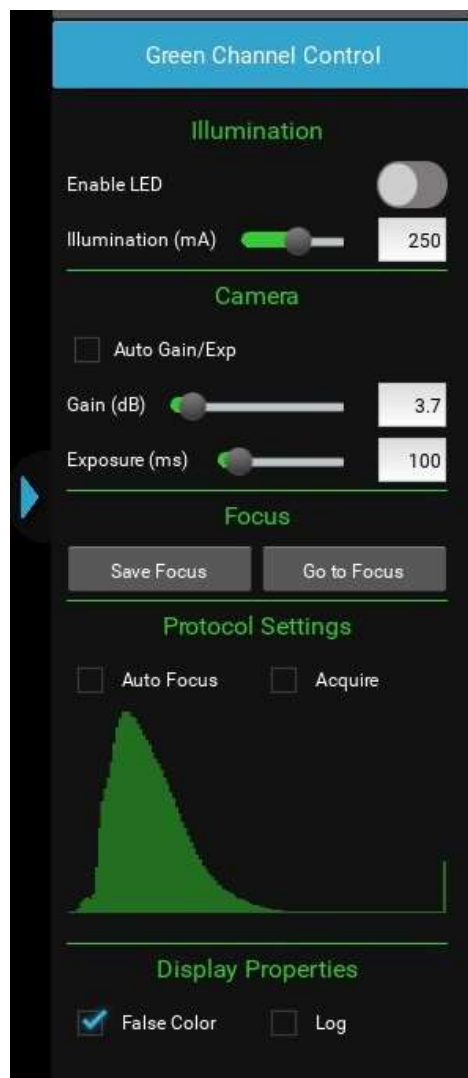 Green Channel Control
Illumination
Enable LED
Illumination (mA) 250
Camera
Auto Gain/Exp
Gain (dB) 3.7
Exposure (ms) 100
Focus
Save Focus Go to Focus
Protocol Settings
Auto Focus Acquire
Display Properties
False Color Log